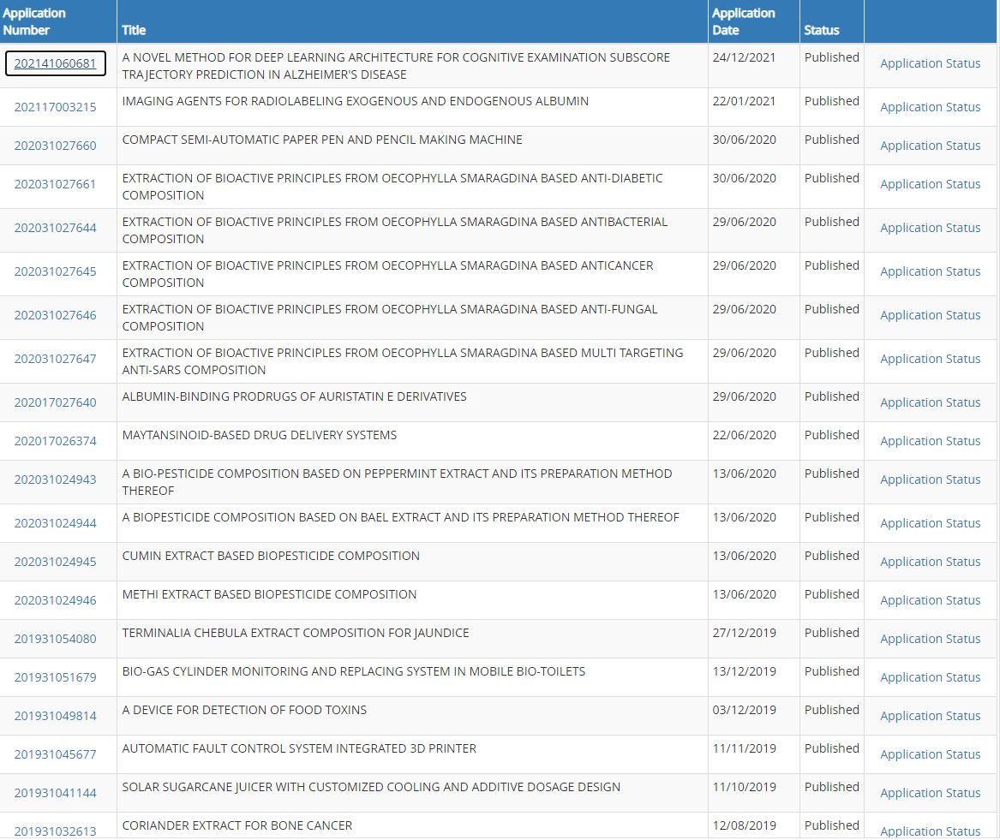 Application Number Title Application Date Status
202141060681 A NOVEL METHOD FOR DEEP LEARNING ARCHITECTURE FOR COGNITIVE EXAMINATION SUBSCORE 24/12/2021 Published Application Status
TRAJECTORY PREDICTION IN ALZHEIMER'S DISEASE
202117003215 IMAGING AGENTS FOR RADIOLABELING EXOGENOUS AND ENDOGENOUS ALBUMIN 22/01/2021 Published Application Status
202031027660 COMPACT SEMI-AUTOMATIC PAPER PEN AND PENCIL MAKING MACHINE 30/06/2020 Published Application Status
202031027661 EXTRACTION OF BIOACTIVE PRINCIPLES FROM OECOPHYLLA SMARAGDINA BASED ANTI-DIABETIC 30/06/2020 Published Application Status
COMPOSITION
202031027644 EXTRACTION OF BIOACTIVE PRINCIPLES FROM OECOPHYLLA SMARAGDINA BASED ANTIBACTERIAL 29/06/2020 Published Application Status
COMPOSITION
202031027645 EXTRACTION OF BIOACTIVE PRINCIPLES FROM OECOPHYLLA SMARAGDINA BASED ANTICANCER 29/06/2020 Published Application Status
COMPOSITION
202031027646 EXTRACTION OF BIOACTIVE PRINCIPLES FROM OECOPHYLLA SMARAGDINA BASED ANTI-FUNGAL 29/06/2020 Published Application Status
COMPOSITION
202031027647 EXTRACTION OF BIOACTIVE PRINCIPLES FROM OECOPHYLLA SMARAGDINA BASED MULTI TARGETING 29/06/2020 Published Application Status
ANTI-SARS COMPOSITION
202017027640 ALBUMIN-BINDING PRODRUGS OF AURISTATIN E DERIVATIVES 29/06/2020 Published Application Status
202017026374 MAYTANSINOID-BASED DRUG DELIVERY SYSTEMS 22/06/2020 Published Application Status
202031024943 A BIO-PESTICIDE COMPOSITION BASED ON PEPPERMINT EXTRACT AND ITS PREPARATION METHOD 13/06/2020 Published Application Status
THEREOF
202031024944 A BIOPESTICIDE COMPOSITION BASED ON BAEL EXTRACT AND ITS PREPARATION METHOD THEREOF 13/06/2020 Published Application Status
202031024945 CUMIN EXTRACT BASED BIOPESTICIDE COMPOSITION 13/06/2020 Published Application Status
202031024946 METHI EXTRACT BASED BIOPESTICIDE COMPOSITION 13/06/2020 Published Application Status
201931054080 TERMINALIA CHEBULA EXTRACT COMPOSITION FOR JAUNDICE 27/12/2019 Published Application Status
201931051679 BIO-GAS CYLINDER MONITORING AND REPLACING SYSTEM IN MOBILE BIO-TOILETS 13/12/2019 Published Application Status
201931049814 A DEVICE FOR DETECTION OF FOOD TOXINS 03/12/2019 Published Application Status
201931045677 AUTOMATIC FAULT CONTROL SYSTEM INTEGRATED 3D PRINTER 11/11/2019 Published Application Status
201931041144 SOLAR SUGARCANE JUICER WITH CUSTOMIZED COOLING AND ADDITIVE DOSAGE DESIGN 11/10/2019 Published Application Status
201931032613 CORIANDER EXTRACT FOR BONE CANCER 12/08/2019 Published Application Status